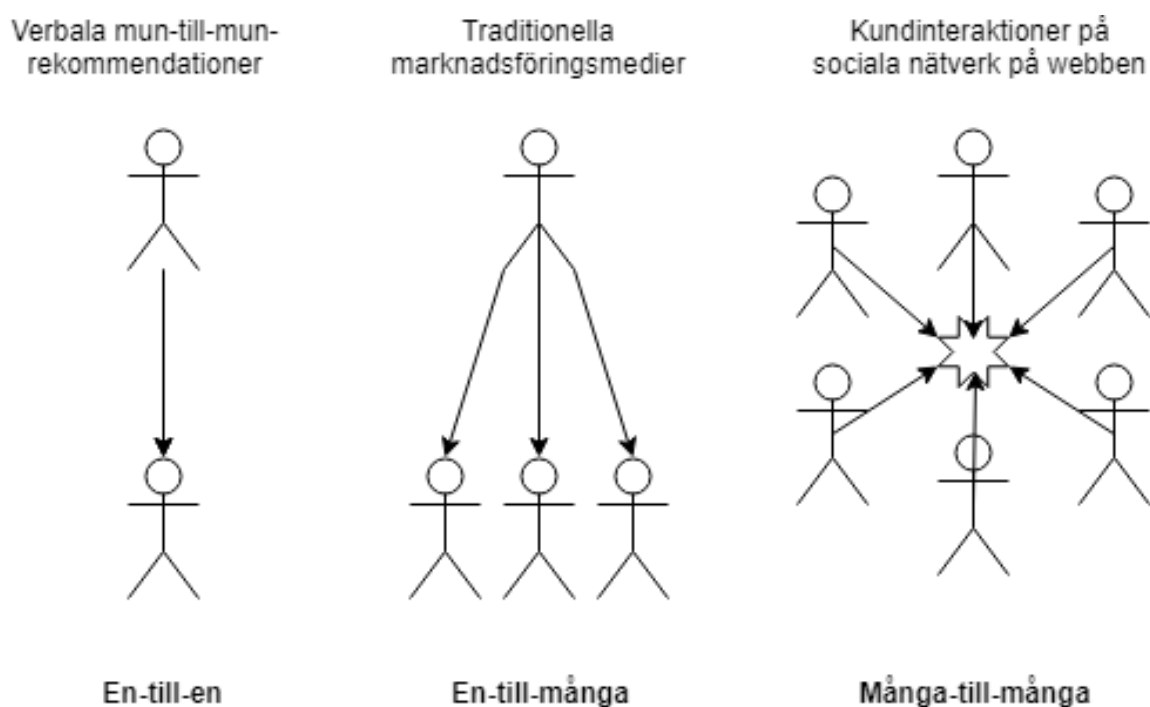 Verbala mun-till-mun-
rekommendationer
Traditionella
marknadsföringsmedier
Kundinteraktioner på
sociala nätverk på webben
En-till-en
En-till-många
Många-till-många